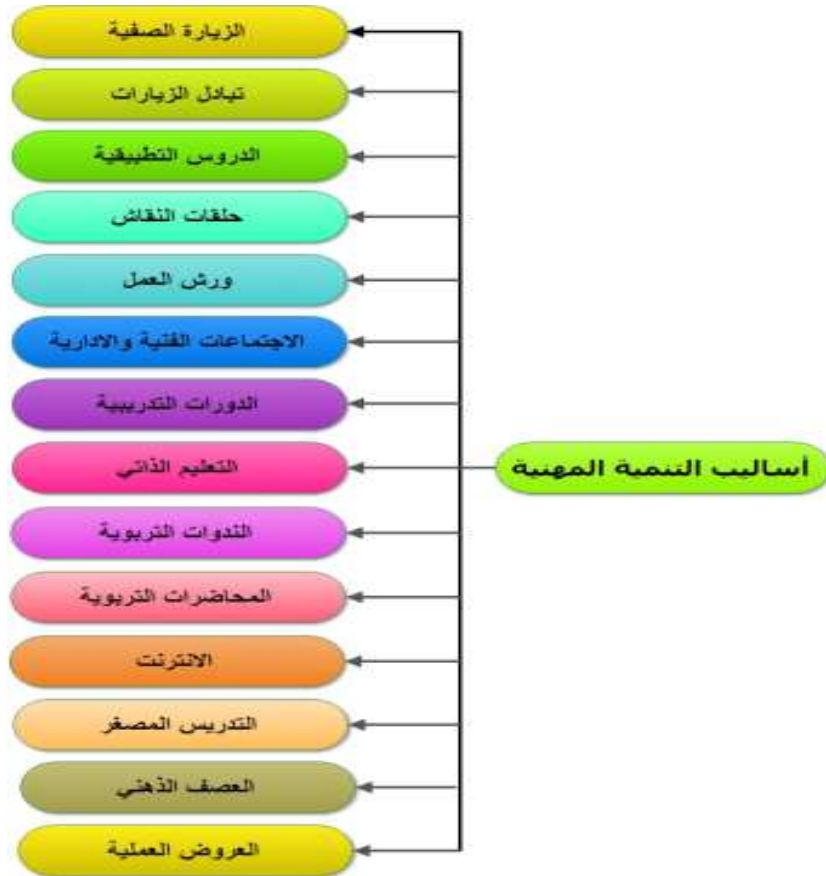 أساليب التنمية المهنية
الزيارة الصفية
تبادل الزيارات
الدروس التطبيقية
حلقات النقاش
ورش العمل
الاجتماعات الفنية والادارية
الدورات التدريبية
التعليم الذاتي
الندوات التربوية
المحاضرات التربوية
الانترنت
التدريس المصغر
العصف الذهني
العروض العملية